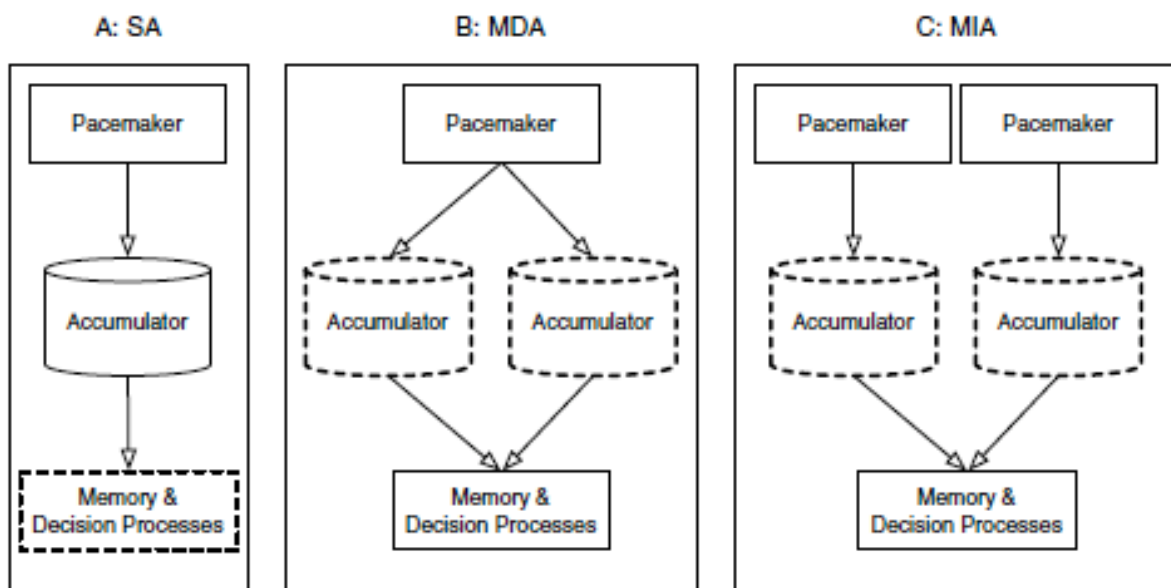 A: SA
B: MDA
C: MIA
Pacemaker
Pacemaker
Pacemaker
Pacemaker
Accumulator
Accumulator
Accumulator
Accumulator
Accumulator
Memory &
Decision Processes
Memory &
Decision Processes
Memory &
Decision Processes